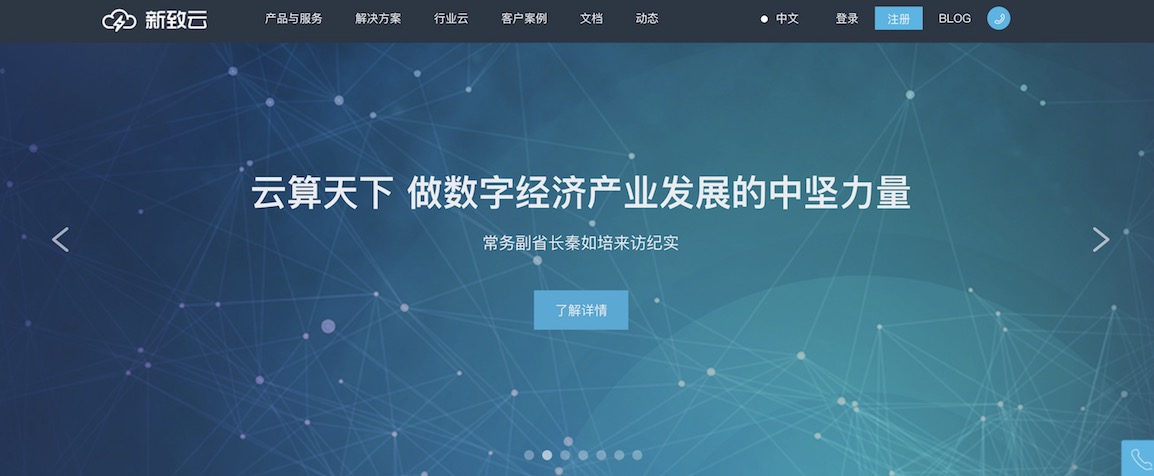 新致云 产品与服务 解决方案 行业云 客户案例 文档 动态 中文 登录 注册 BLOG
云算天下 做数字经济产业发展的中坚力量
常务副省长秦如培来访纪实
了解详情